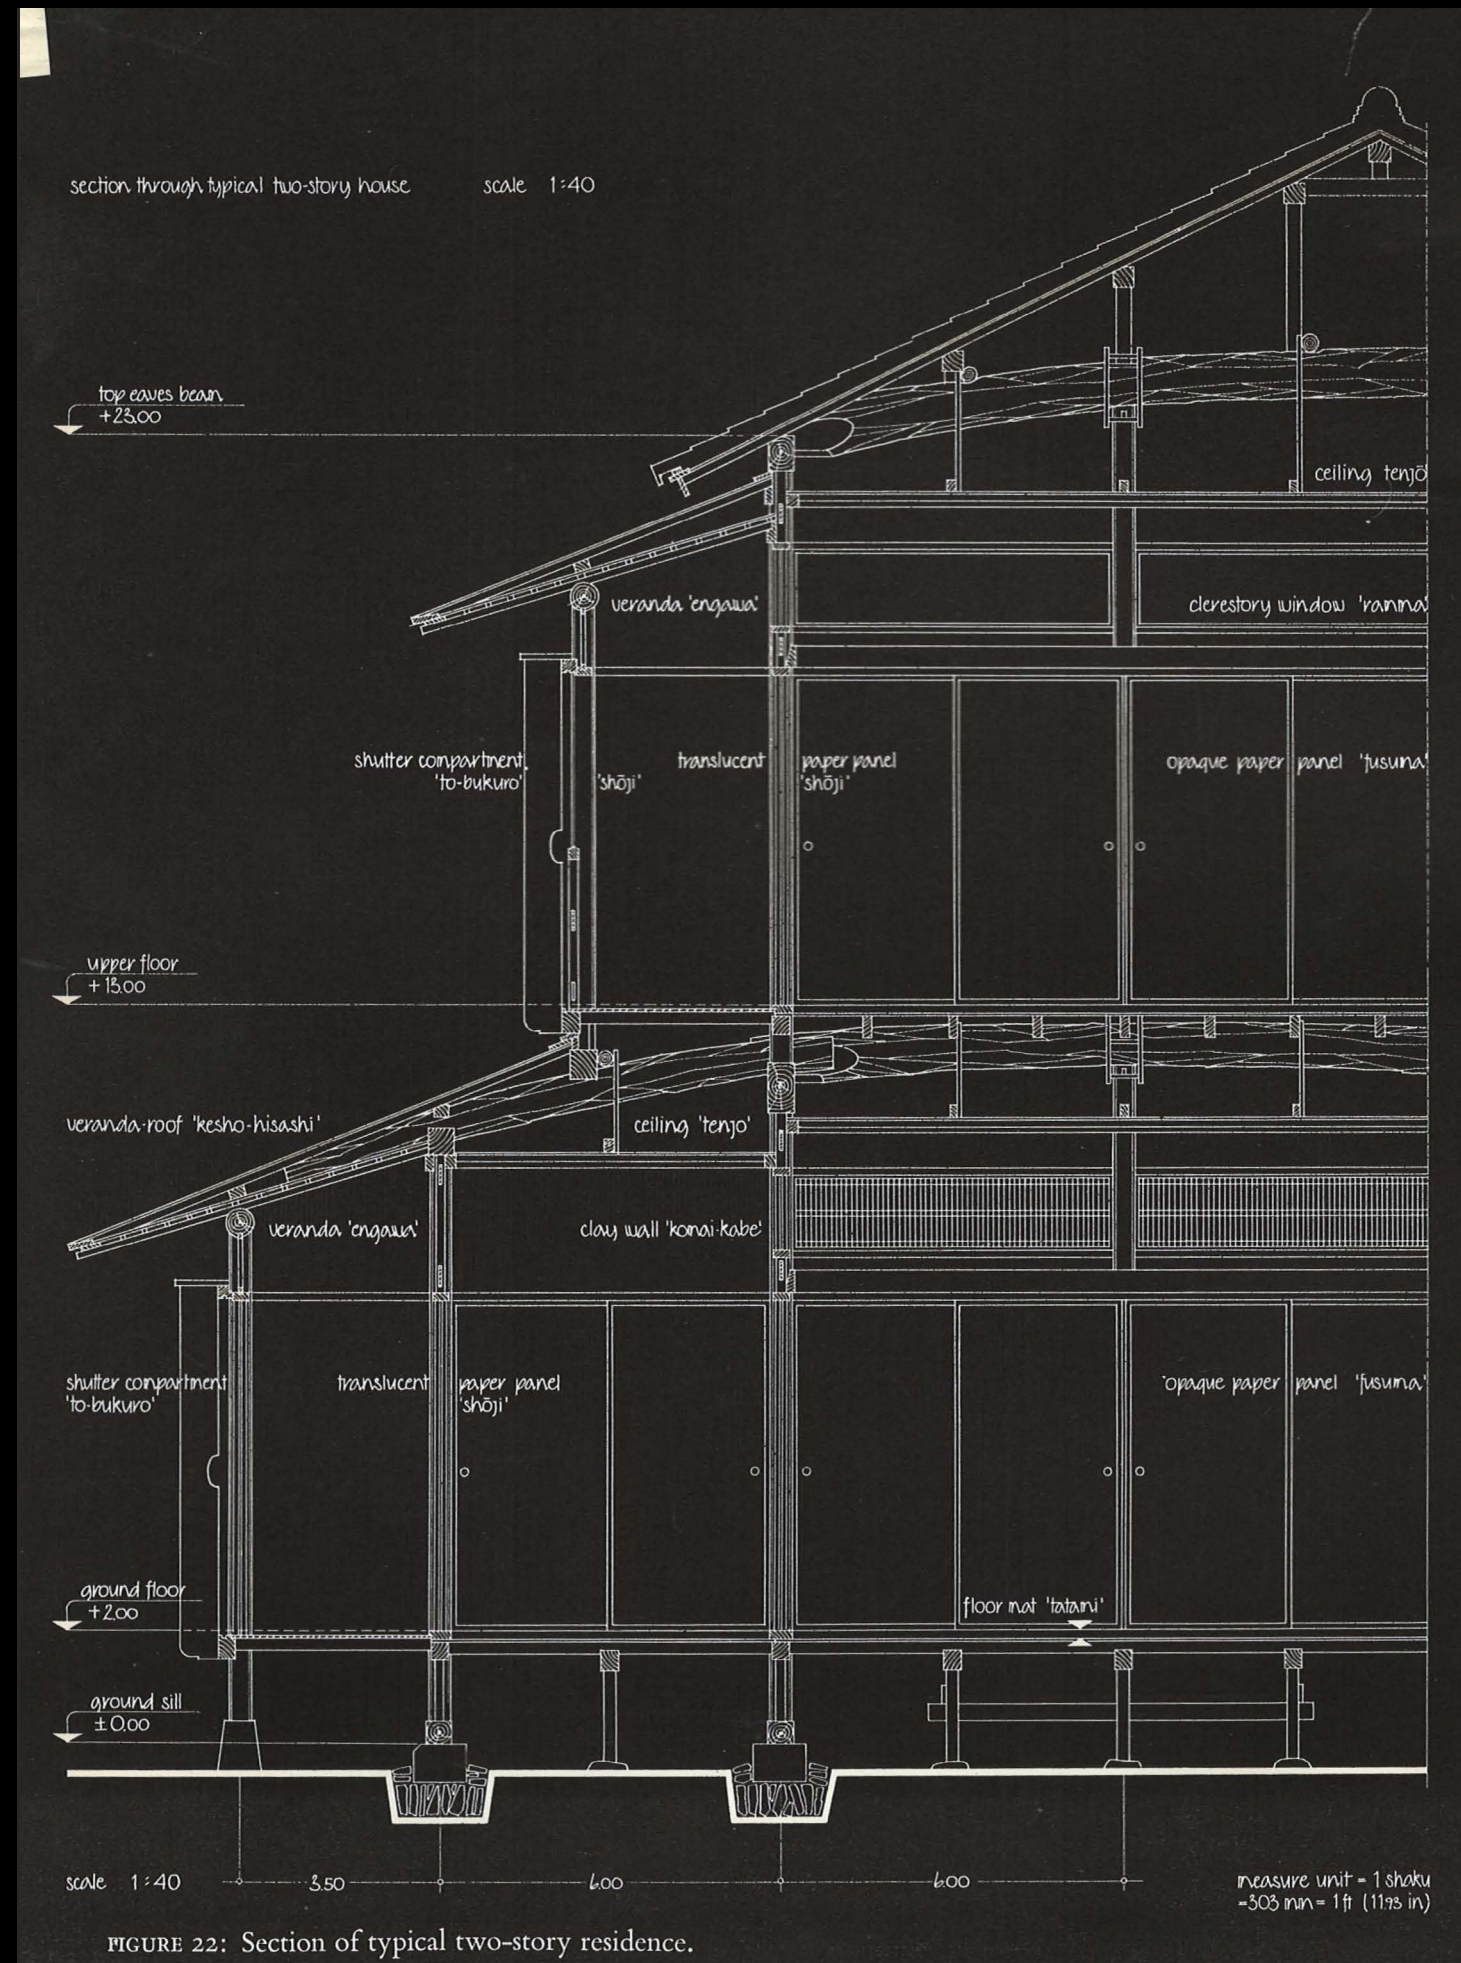 section through typical two-story house scale 1:40
top eaves beam
+23.00
ceiling tenjō
veranda 'engawa'
clerestory window 'ranma'
shutter compartment
'to-bukuro'
'shōji'
translucent paper panel
'shōji'
opaque paper panel 'fusuma'
upper floor
+13.00
veranda-roof 'kesho-hisashi'
ceiling 'tenjo'
veranda 'engawa'
clay wall 'komai-kabe'
shutter compartment
'to-bukuro'
translucent paper panel
'shōji'
opaque paper panel 'fusuma'
ground floor
+2.00
floor mat 'tatami'
ground sill
±0.00
scale 1:40
3.50
6.00
6.00
measure unit = 1 shaku
=303 mm = 1 ft (11.93 in)
FIGURE 22: Section of typical two-story residence.